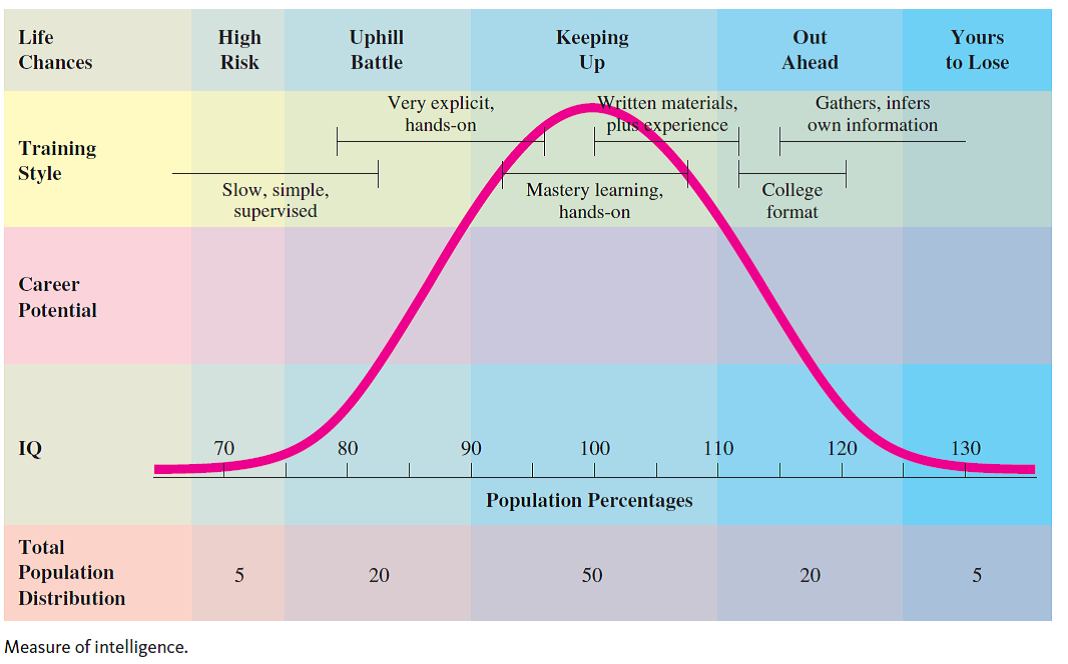 Life
Chances
High
Risk
Uphill
Battle
Keeping
Up
Out
Ahead
Yours
to Lose
Training
Style
Very explicit,
hands-on
Written materials,
plus experience
Gathers, infers
own information
Slow, simple,
supervised
Mastery learning,
hands-on
College
format
Career
Potential
IQ
70 80 90 100 110 120 130
Population Percentages
Total
Population
Distribution
5 20 50 20 5
Measure of intelligence.